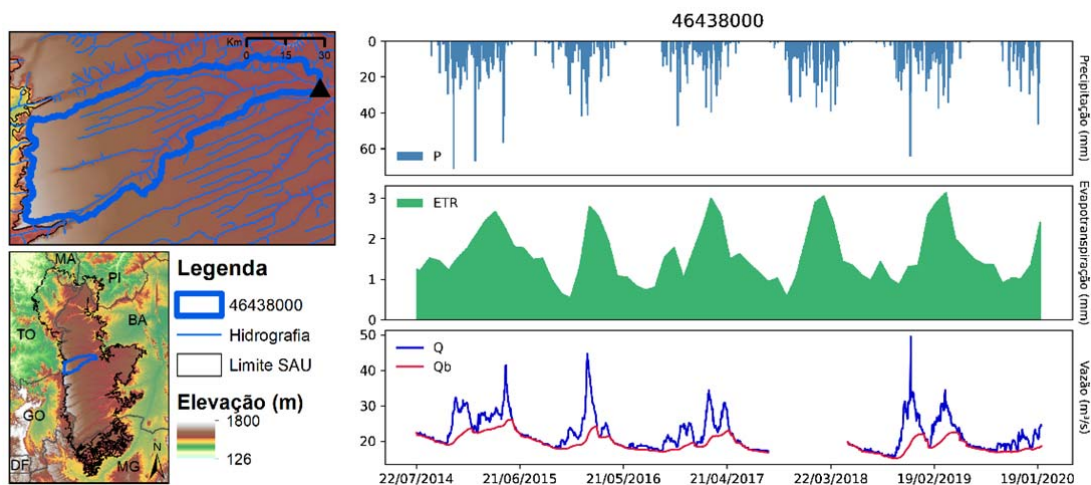 46438000
Km
0 15 30
0
20
40
60
P
Precipitação (mm)
3
2
1
0
ETR
Evapotranspiração (mm)
MA
PI
TO
BA
GO
DF
MG
N
Legenda
46438000
Hidrografia
Limite SAU
Elevação (m)
1800
126
50
40
30
20
Q
Qb
Vazão (m³/s)
22/07/2014 21/06/2015 21/05/2016 21/04/2017 22/03/2018 19/02/2019 19/01/2020